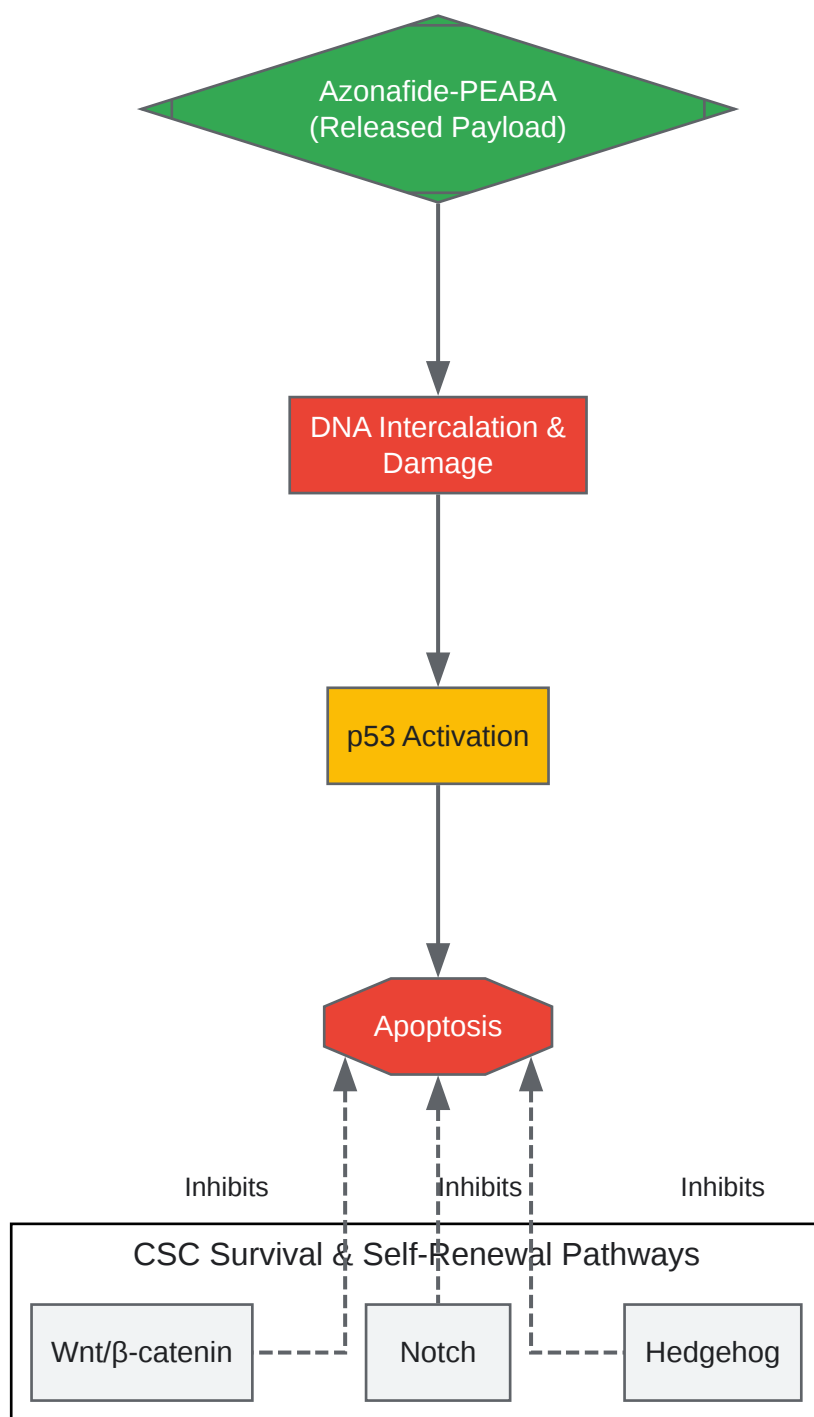 Azonafide-PEABA
(Released Payload)
DNA Intercalation &
Damage
p53 Activation
Apoptosis
Inhibits
Inhibits
Inhibits
CSC Survival & Self-Renewal Pathways
Wnt/β-catenin
Notch
Hedgehog